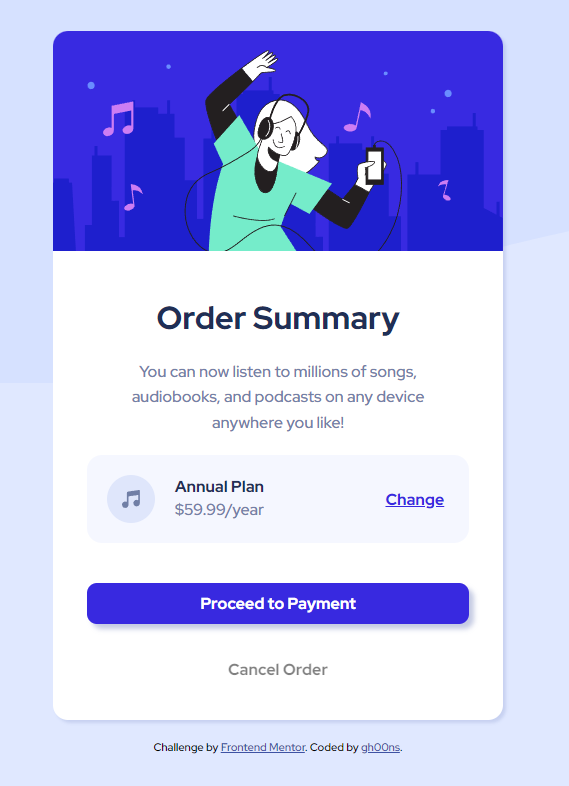 Order Summary
You can now listen to millions of songs,
audiobooks, and podcasts on any device
anywhere you like!
Annual Plan
$59.99/year
Change
Proceed to Payment
Cancel Order
Challenge by Frontend Mentor. Coded by gh00ns.